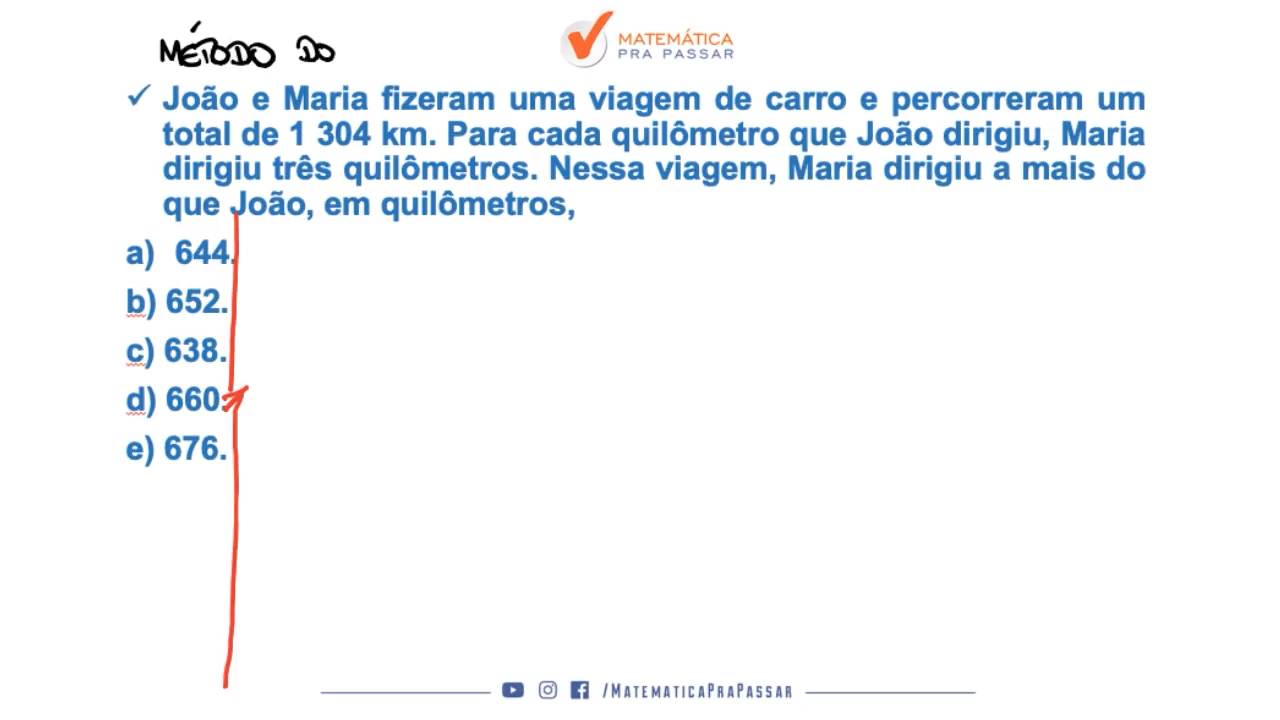 MÉTODO DO
MATEMÁTICA
PRA PASSAR
✓ João e Maria fizeram uma viagem de carro e percorreram um
total de 1 304 km. Para cada quilômetro que João dirigiu, Maria
dirigiu três quilômetros. Nessa viagem, Maria dirigiu a mais do
que João, em quilômetros,
a) 644.
b) 652.
c) 638.
d) 660.
e) 676.
/MatematicaPraPassar